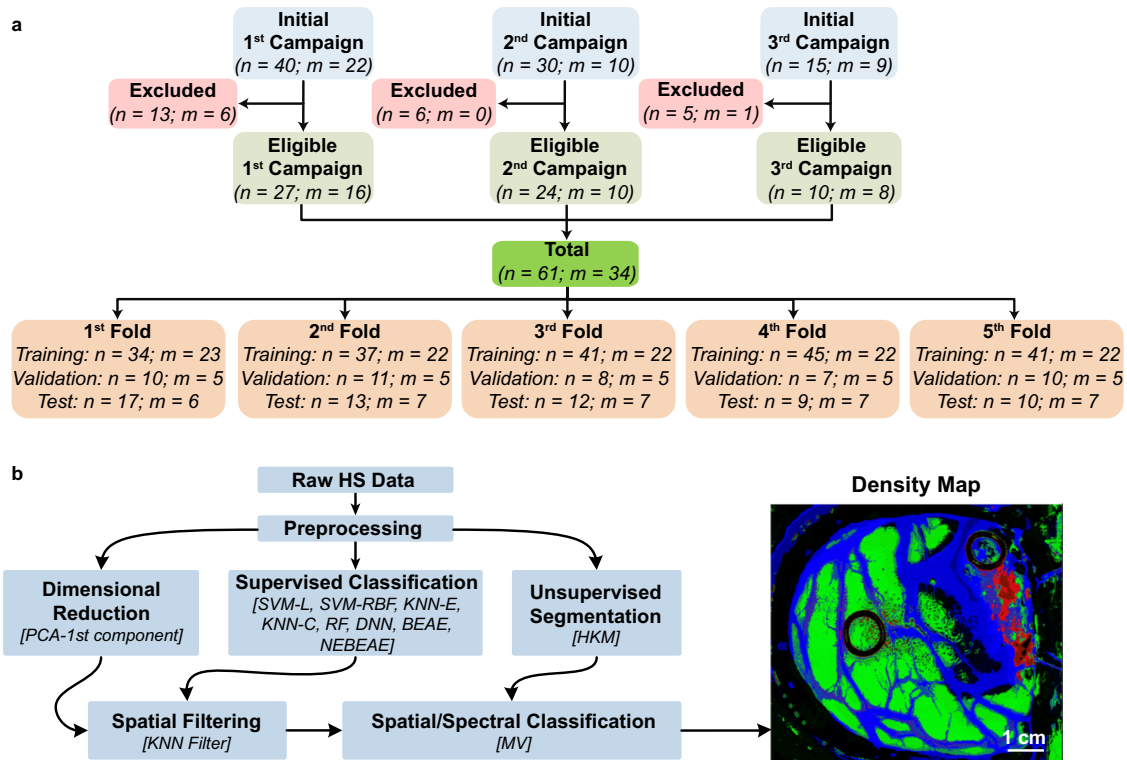 a
Initial
1st Campaign
(n = 40; m = 22)
Initial
2nd Campaign
(n = 30; m = 10)
Initial
3rd Campaign
(n = 15; m = 9)
Excluded
(n = 13; m = 6)
Excluded
(n = 6; m = 0)
Excluded
(n = 5; m = 1)
Eligible
1st Campaign
(n = 27; m = 16)
Eligible
2nd Campaign
(n = 24; m = 10)
Eligible
3rd Campaign
(n = 10; m = 8)
Total
(n = 61; m = 34)
1st Fold
Training: n = 34; m = 23
Validation: n = 10; m = 5
Test: n = 17; m = 6
2nd Fold
Training: n = 37; m = 22
Validation: n = 11; m = 5
Test: n = 13; m = 7
3rd Fold
Training: n = 41; m = 22
Validation: n = 8; m = 5
Test: n = 12; m = 7
4th Fold
Training: n = 45; m = 22
Validation: n = 7; m = 5
Test: n = 9; m = 7
5th Fold
Training: n = 41; m = 22
Validation: n = 10; m = 5
Test: n = 10; m = 7
b
Raw HS Data
Preprocessing
Dimensional
Reduction
[PCA-1st component]
Supervised Classification
[SVM-L, SVM-RBF, KNN-E,
KNN-C, RF, DNN, BEAE,
NEBEAE]
Unsupervised
Segmentation
[HKM]
Spatial Filtering
[KNN Filter]
Spatial/Spectral Classification
[MV]
Density Map
1 cm